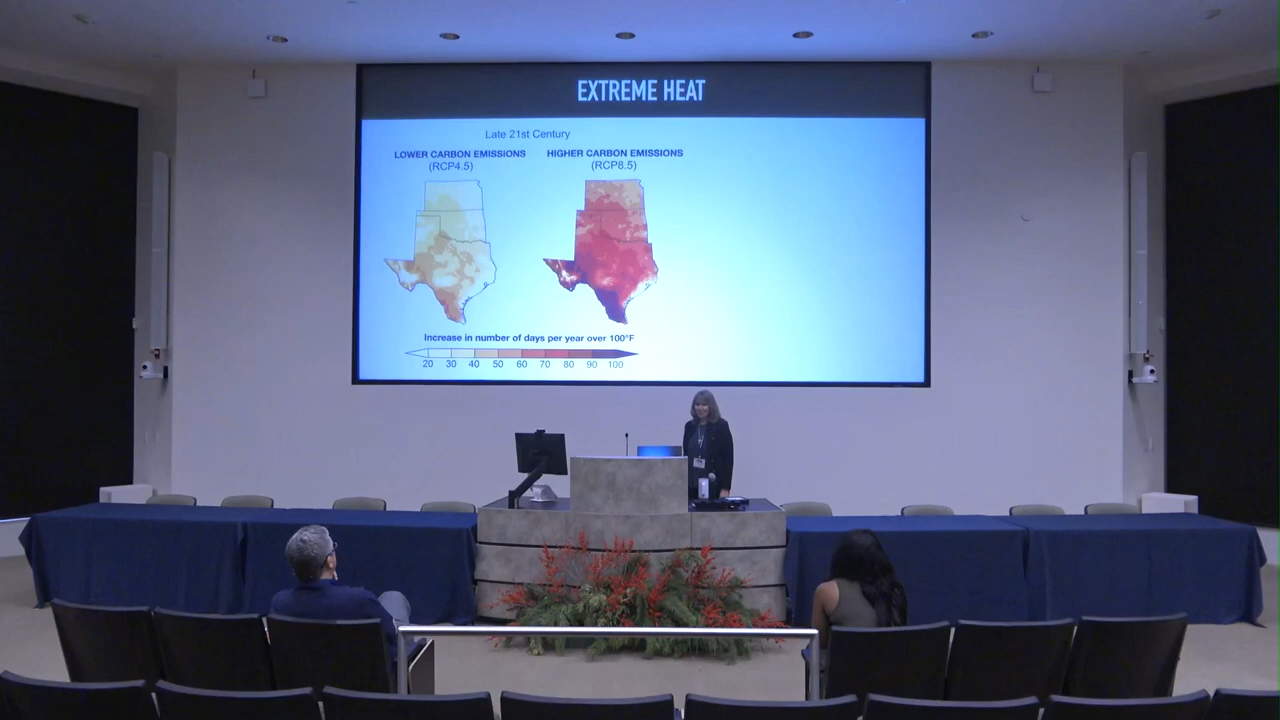 EXTREME HEAT
Late 21st Century
LOWER CARBON EMISSIONS
(RCP4.5)
HIGHER CARBON EMISSIONS
(RCP8.5)
Increase in number of days per year over 100°F
20 30 40 50 60 70 80 90 100